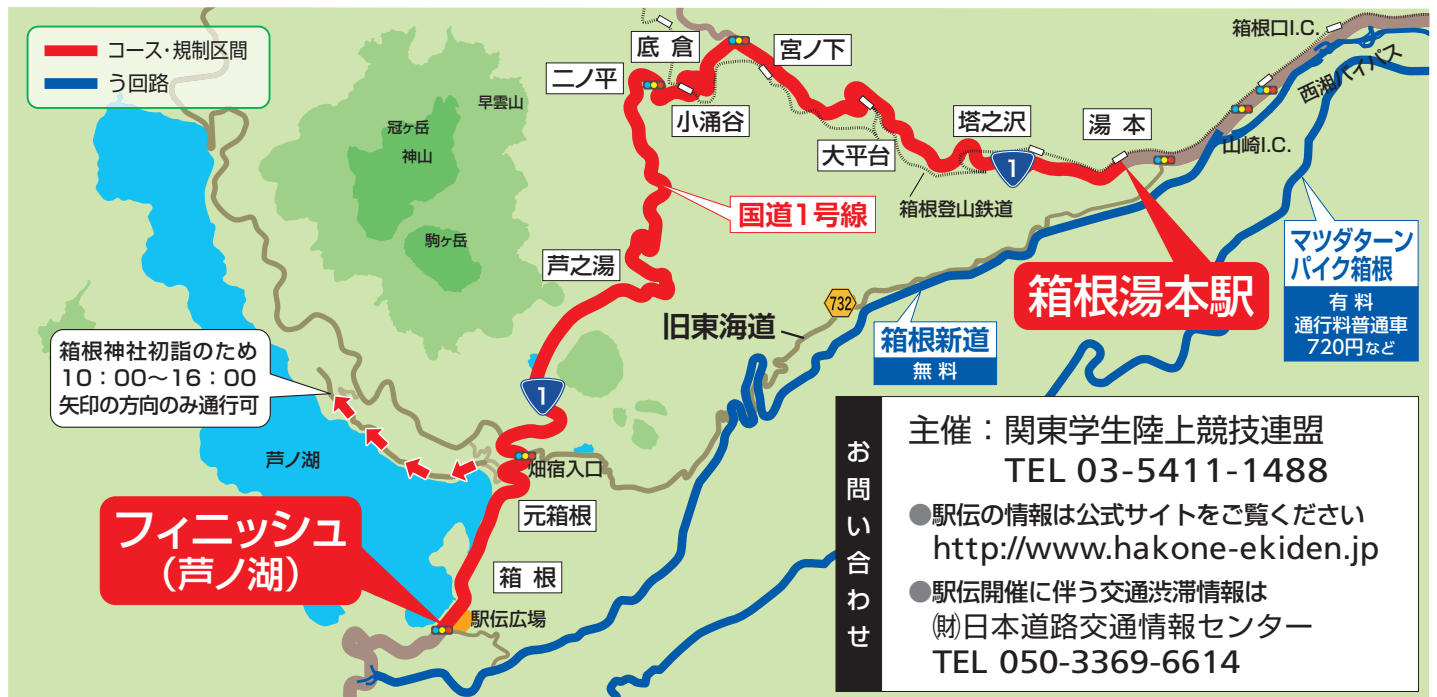 コース・規制区間
う回路
底倉
宮ノ下
二ノ平
小涌谷
大平台
塔之沢
湯本
箱根口I.C.
西湘バイパス
山崎I.C.
早雲山
冠ヶ岳
神山
駒ヶ岳
1
箱根登山鉄道
国道1号線
芦之湯
箱根湯本駅
マツダターン
パイク箱根
有料
通行料普通車
720円など
732
旧東海道
箱根新道
無料
箱根神社初詣のため
10：00〜16：00
矢印の方向のみ通行可
1
芦ノ湖
畑宿入口
元箱根
フィニッシュ
（芦ノ湖）
箱根
駅伝広場
お問い合わせ
主催：関東学生陸上競技連盟
TEL 03-5411-1488
●駅伝の情報は公式サイトをご覧ください
http://www.hakone-ekiden.jp
●駅伝開催に伴う交通渋滞情報は
㈶日本道路交通情報センター
TEL 050-3369-6614